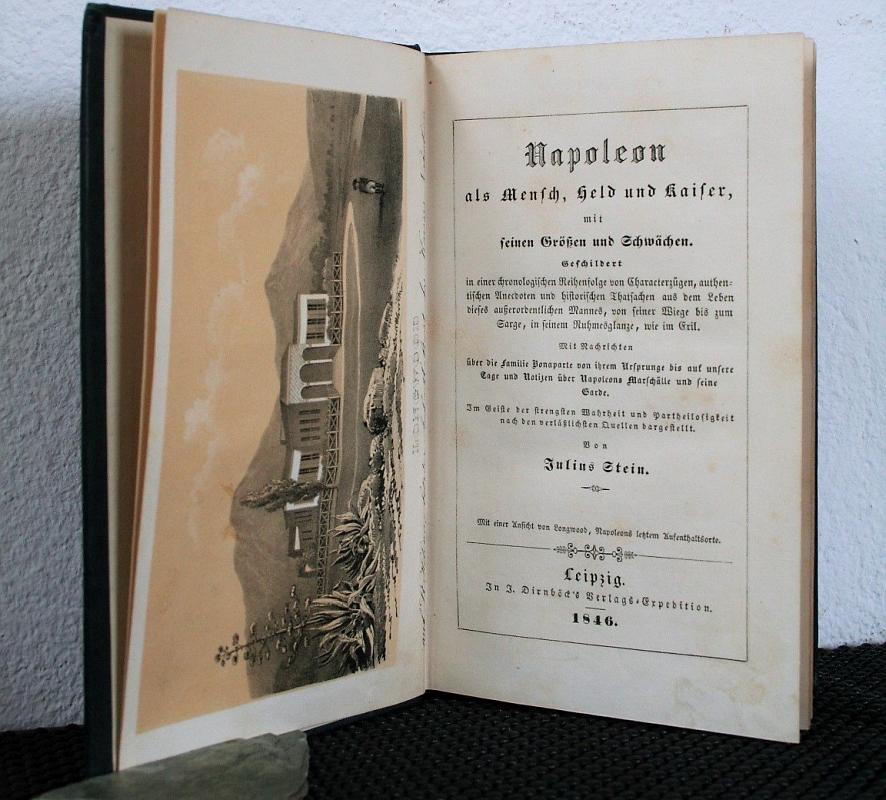 LONGWOOD
Napoleon
als Menſch, Held und Kaiſer,
mit
ſeinen Größen und Schwächen.
Geſchildert
in einer chronologiſchen Reihenfolge von Characterzügen, authen-
tiſchen Anecdoten und hiſtoriſchen Thatſachen aus dem Leben
dieſes außerordentlichen Mannes, von ſeiner Wiege bis zum
Sarge, in ſeinem Ruhmesglanze, wie im Exil.
Mit Nachrichten
über die Familie Bonaparte von ihrem Urſprunge bis auf unſere
Tage und Notizen über Napoleons Marſchälle und ſeine
Garde.
Im Geiſte der ſtrengſten Wahrheit und Partheiloſigkeit
nach den verläßlichſten Quellen dargeſtellt.
Von
Julius Stein.
Mit einer Anſicht von Longwood, Napoleons letztem Aufenthaltsorte.
Leipzig.
In J. Dirnböck's Verlags-Expedition.
1846.